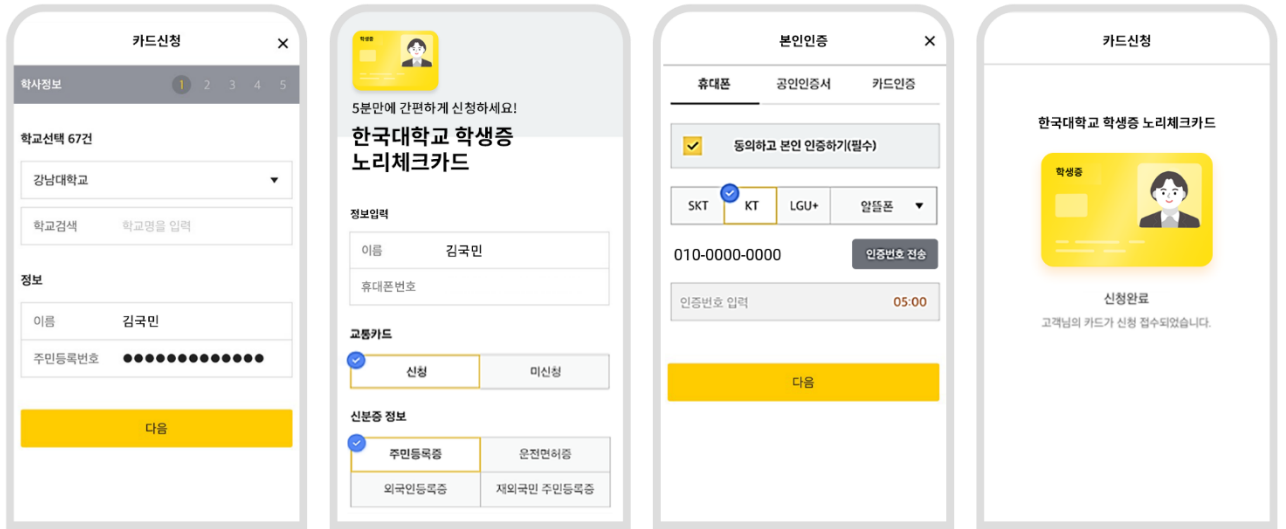 카드신청
학사정보 1 2 3 4 5
학교선택 67건
강남대학교
학교검색 학교명을 입력
정보
이름 김국민
주민등록번호 ●●●●●●●●●●●●●
다음
학생증
5분만에 간편하게 신청하세요!
한국대학교 학생증
노리체크카드
정보입력
이름 김국민
휴대폰번호
교통카드
신청 미신청
신분증 정보
주민등록증 운전면허증
외국인등록증 재외국민 주민등록증
본인인증
휴대폰 공인인증서 카드인증
동의하고 본인 인증하기(필수)
SKT KT LGU+ 알뜰폰
010-0000-0000 인증번호 전송
인증번호 입력 05:00
다음
카드신청
한국대학교 학생증 노리체크카드
학생증
신청완료
고객님의 카드가 신청 접수되었습니다.